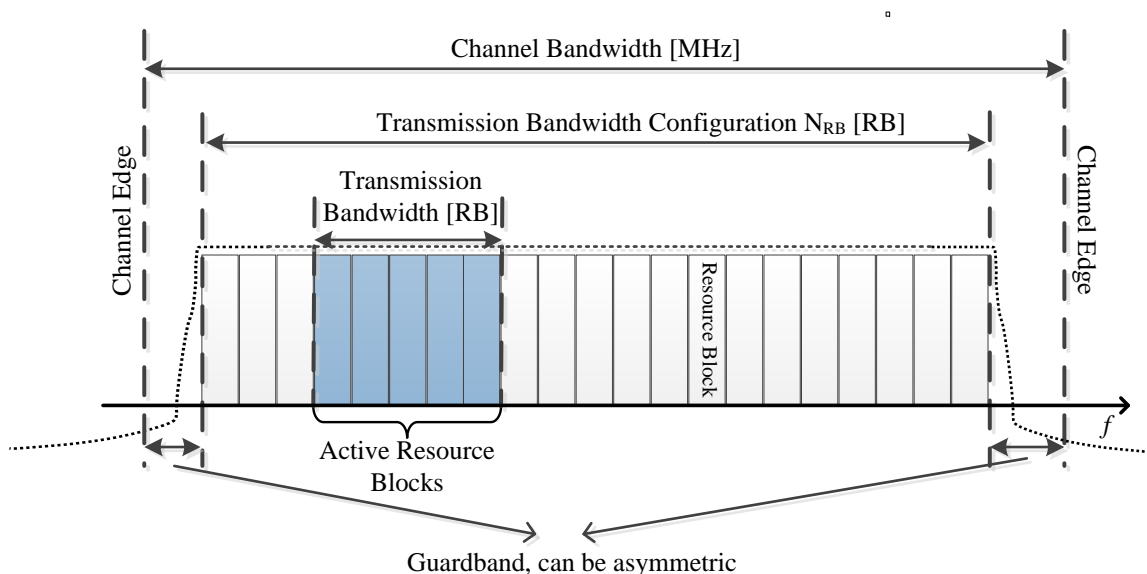 Channel Bandwidth [MHz]
Transmission Bandwidth Configuration NRB [RB]
Channel Edge
Transmission
Bandwidth [RB]
Channel Edge
Resource Block
f
Active Resource
Blocks
Guardband, can be asymmetric